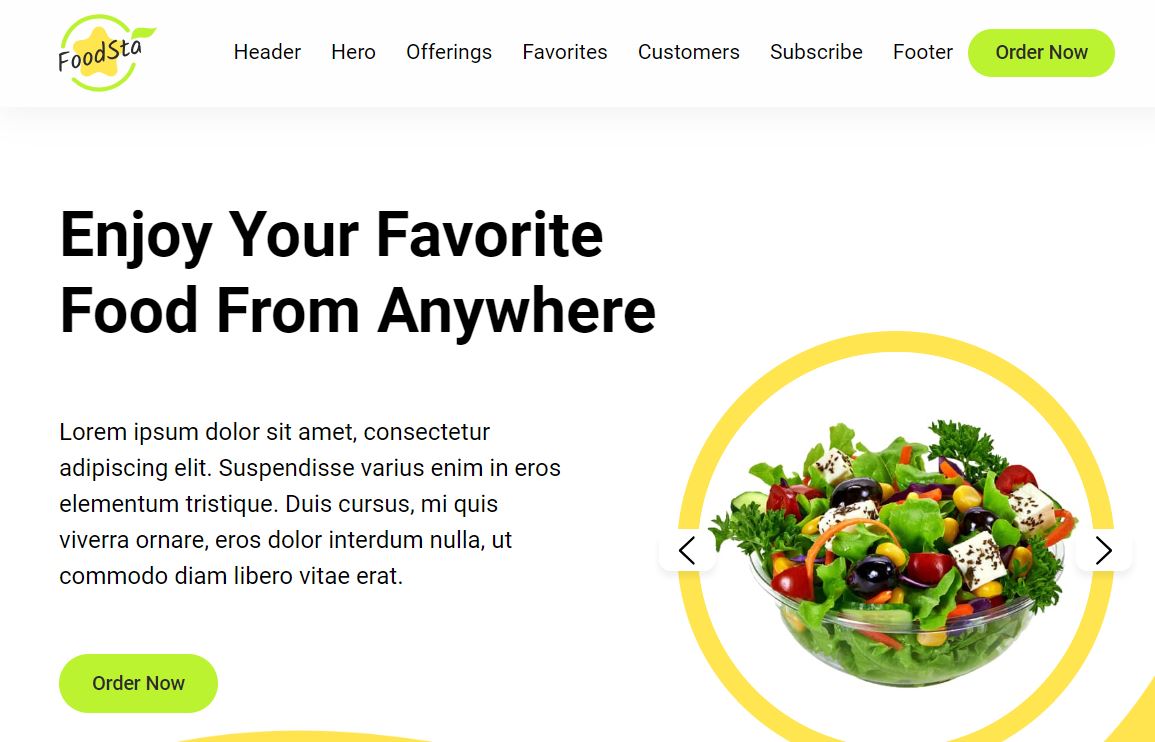 FoodSta
Header
Hero
Offerings
Favorites
Customers
Subscribe
Footer
Order Now
Enjoy Your Favorite
Food From Anywhere
Lorem ipsum dolor sit amet, consectetur
adipiscing elit. Suspendisse varius enim in eros
elementum tristique. Duis cursus, mi quis
viverra ornare, eros dolor interdum nulla, ut
commodo diam libero vitae erat.
Order Now